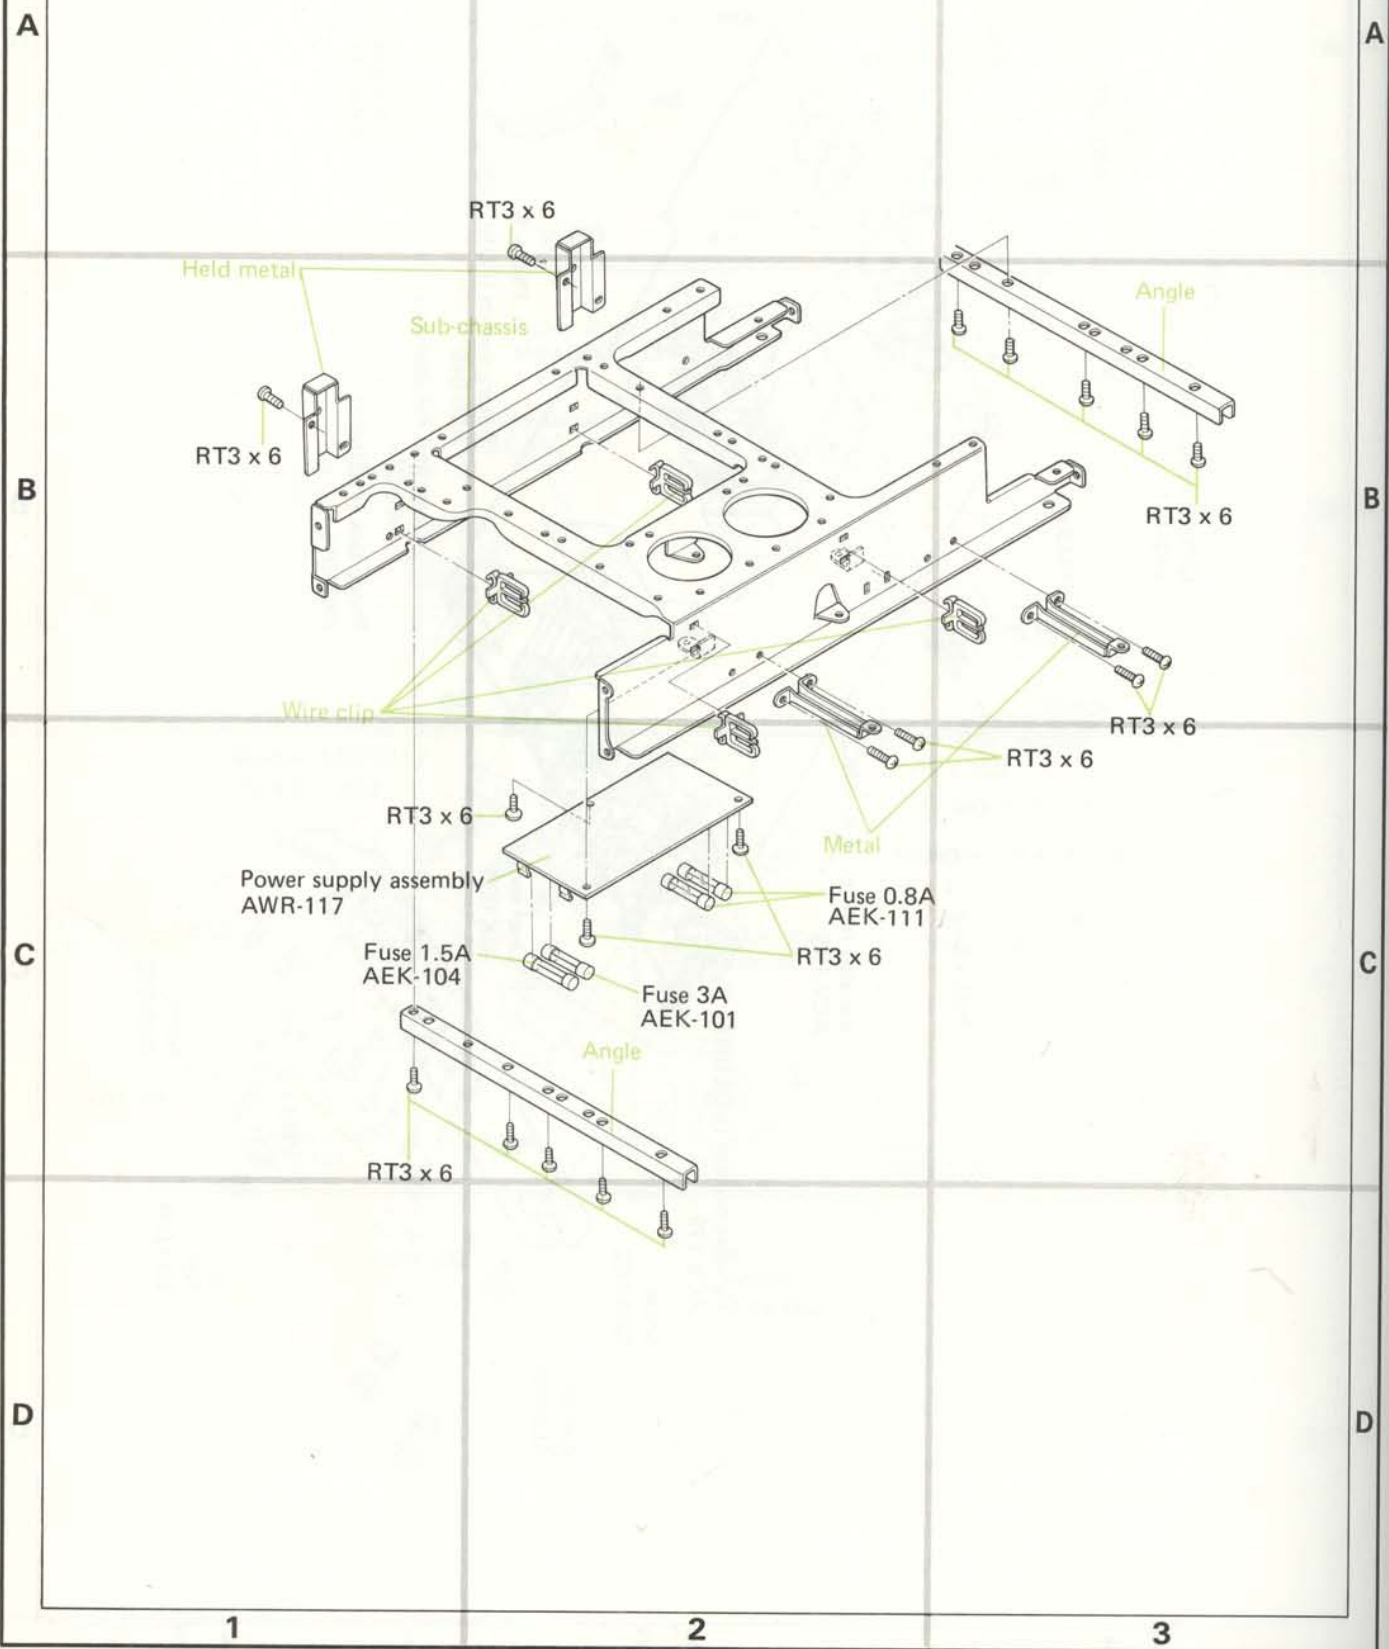 A
A
RT3 x 6
Held metal
Angle
Sub-chassis
RT3 x 6
B
B
RT3 x 6
Wire clip
RT3 x 6
RT3 x 6
RT3 x 6
Metal
Power supply assembly
AWR-117
Fuse 0.8A
AEK-111
C
C
Fuse 1.5A
AEK-104
RT3 x 6
Fuse 3A
AEK-101
Angle
RT3 x 6
D
D
1
2
3